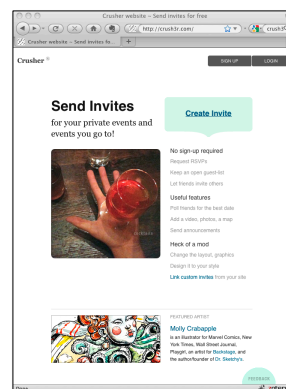 Crusher website – Send invites for free
http://crush3r.com/
crush3
Crusher website – Send invites fo...
+
Crusher ®
SIGN UP
LOGIN
Send Invites
for your private events and
events you go to!
Create Invite
No sign-up required
Request RSVPs
Keep an open guest-list
Let friends invite others
Useful features
Poll friends for the best date
Add a video, photos, a map
Send announcements
Heck of a mod
Change the layout, graphics
Design it to your style
Link custom invites from your site
FEATURED ARTIST
Molly Crabapple
is an illustrator for Marvel Comics, New
York Times, Wall Street Journal,
Playgirl, an artist for Backstage, and
the author/founder of Dr. Sketchy's.
FEEDBACK
Done